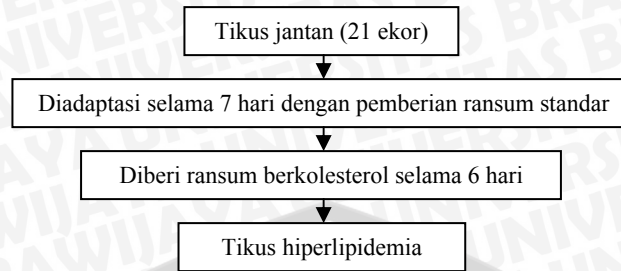 Tikus jantan (21 ekor)
Diadaptasi selama 7 hari dengan pemberian ransum standar
Diberi ransum berkolesterol selama 6 hari
Tikus hiperlipidemia